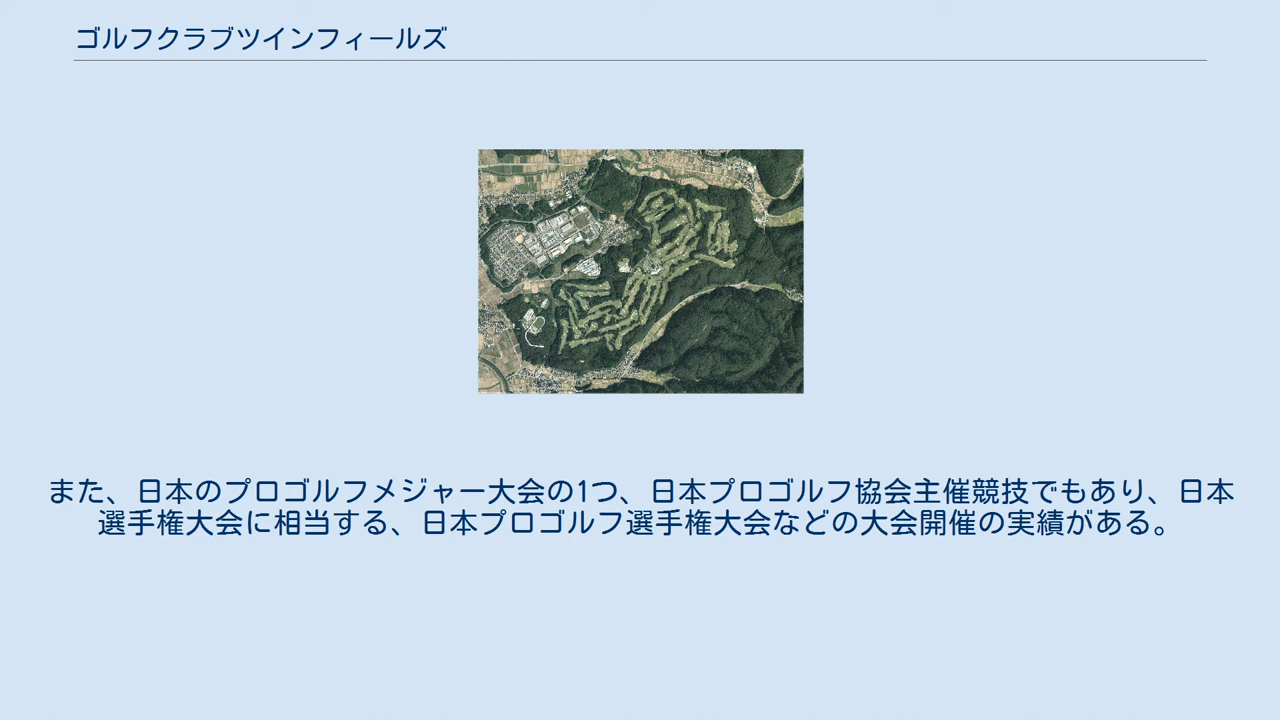 ゴルフクラブツインフィールズ
また、日本のプロゴルフメジャー大会の1つ、日本プロゴルフ協会主催競技でもあり、日本
選手権大会に相当する、日本プロゴルフ選手権大会などの大会開催の実績がある。